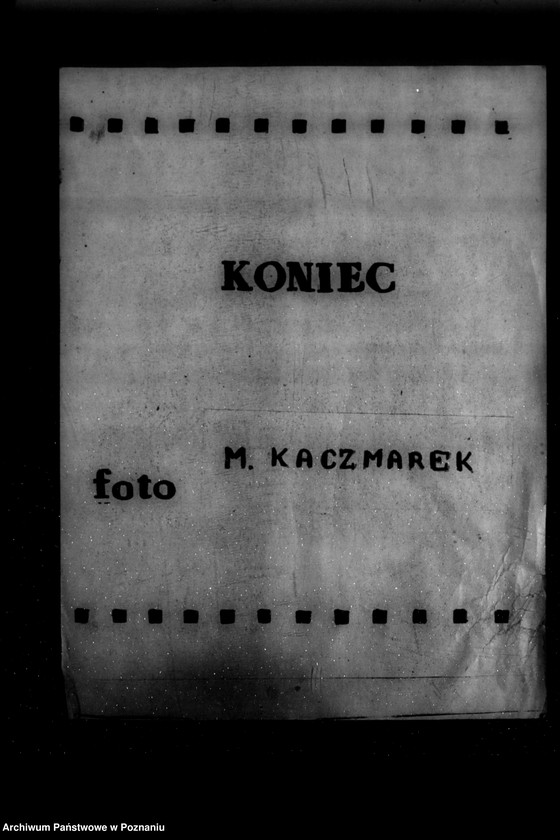 KONIEC
M. KACZMAREK
foto
Archiwum Państwowe w Poznaniu